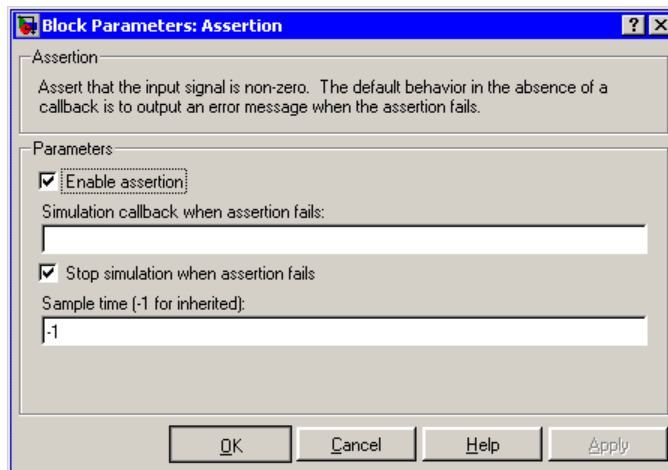 Block Parameters: Assertion
Assertion
Assert that the input signal is non-zero. The default behavior in the absence of a
callback is to output an error message when the assertion fails.
Parameters
Enable assertion
Simulation callback when assertion fails:
Stop simulation when assertion fails
Sample time (-1 for inherited):
-1
OK Cancel Help Apply